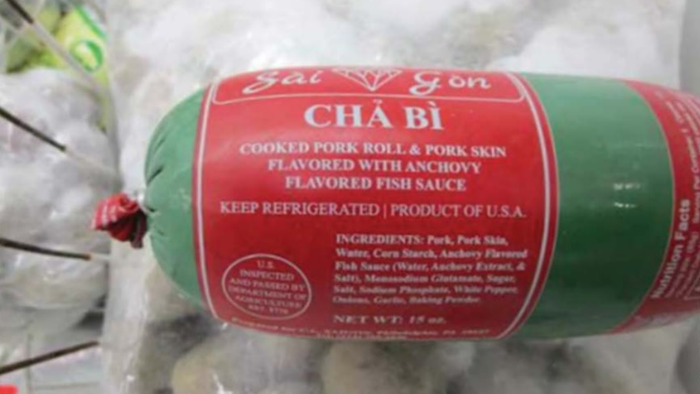 Sài Gòn
CHẢ BÌ
COOKED PORK ROLL & PORK SKIN
FLAVORED WITH ANCHOVY
FLAVORED FISH SAUCE
KEEP REFRIGERATED | PRODUCT OF U.S.A.
INGREDIENTS: Pork, Pork Skin,
Water, Corn Starch, Anchovy Flavored
Fish Sauce (Water, Anchovy Extract, &
Salt), Monosodium Glutamate, Sugar,
Salt, Sodium Phosphate, White Pepper,
Onions, Garlic, Baking Powder.
U.S.
INSPECTED
AND PASSED BY
DEPARTMENT OF
AGRICULTURE
NET WT: 15 oz.
Nutrition Facts